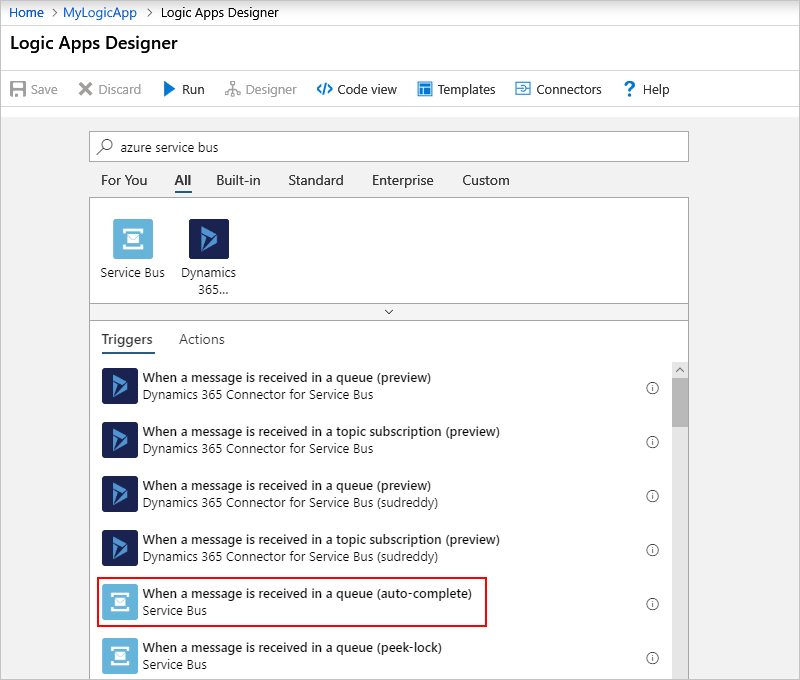 Home > MyLogicApp > Logic Apps Designer
Logic Apps Designer
Save Discard Run Designer Code view Templates Connectors ? Help
azure service bus
For You All Built-in Standard Enterprise Custom
Service Bus Dynamics
365...
Triggers Actions
When a message is received in a queue (preview)
Dynamics 365 Connector for Service Bus
When a message is received in a topic subscription (preview)
Dynamics 365 Connector for Service Bus
When a message is received in a queue (preview)
Dynamics 365 Connector for Service Bus (sudreddy)
When a message is received in a topic subscription (preview)
Dynamics 365 Connector for Service Bus (sudreddy)
When a message is received in a queue (auto-complete)
Service Bus
When a message is received in a queue (peek-lock)
Service Bus